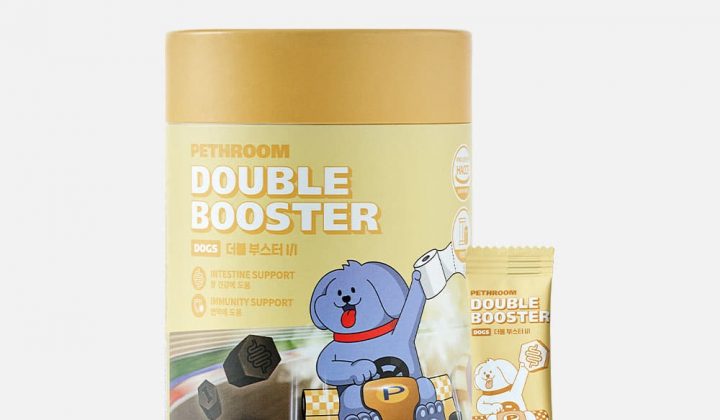 PETHROOM
DOUBLE
BOOSTER
DOGS 더블 부스터 I/I
INTESTINE SUPPORT
장 건강에 도움
IMMUNITY SUPPORT
면역에 도움
HACCP
P
PETHROOM
DOUBLE
BOOSTER
DOGS 더블 부스터 I/I